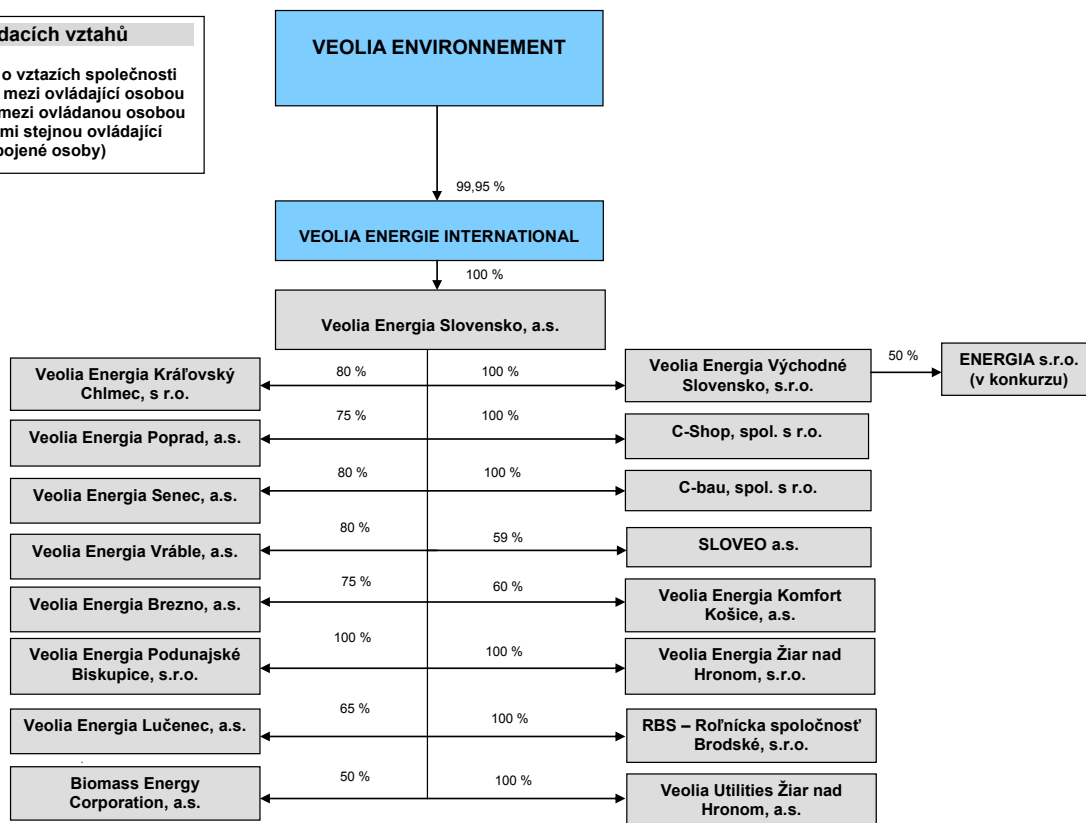 dacích vztahů
o vztazích společnosti
mezi ovládající osobou
mezi ovládanou osobou
mi stejnou ovládající
pojené osoby)
VEOLIA ENVIRONNEMENT
99,95 %
VEOLIA ENERGIE INTERNATIONAL
100 %
Veolia Energia Slovensko, a.s.
Veolia Energia Kráľovský
Chlmec, s r.o.
80 %
100 %
Veolia Energia Východné
Slovensko, s.r.o.
50 %
ENERGIA s.r.o.
(v konkurzu)
Veolia Energia Poprad, a.s.
75 %
100 %
C-Shop, spol. s r.o.
Veolia Energia Senec, a.s.
80 %
100 %
C-bau, spol. s r.o.
Veolia Energia Vráble, a.s.
80 %
59 %
SLOVEO a.s.
Veolia Energia Brezno, a.s.
75 %
60 %
Veolia Energia Komfort
Košice, a.s.
Veolia Energia Podunajské
Biskupice, s.r.o.
100 %
100 %
Veolia Energia Žiar nad
Hronom, s.r.o.
Veolia Energia Lučenec, a.s.
65 %
100 %
RBS – Roľnícka spoločnosť
Brodské, s.r.o.
Biomass Energy
Corporation, a.s.
50 %
100 %
Veolia Utilities Žiar nad
Hronom, a.s.